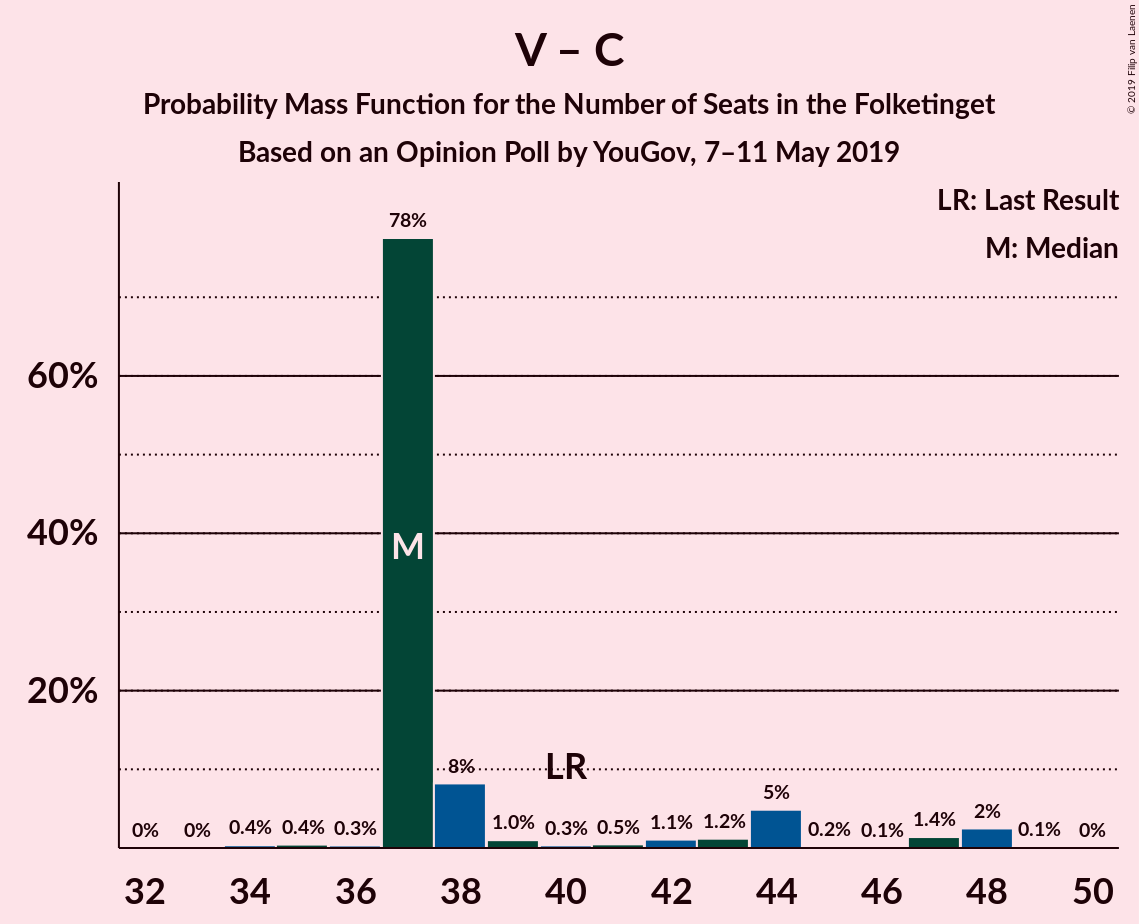 V – C
Probability Mass Function for the Number of Seats in the Folketinget
Based on an Opinion Poll by YouGov, 7–11 May 2019
© 2019 Filip van Laenen
LR: Last Result
M: Median
78%
60%
40%
M
20%
LR
0% 0% 0.4% 0.4% 0.3% 8% 1.0% 0.3% 0.5% 1.1% 1.2% 5% 0.2% 0.1% 1.4% 2% 0.1% 0%
32 34 36 38 40 42 44 46 48 50